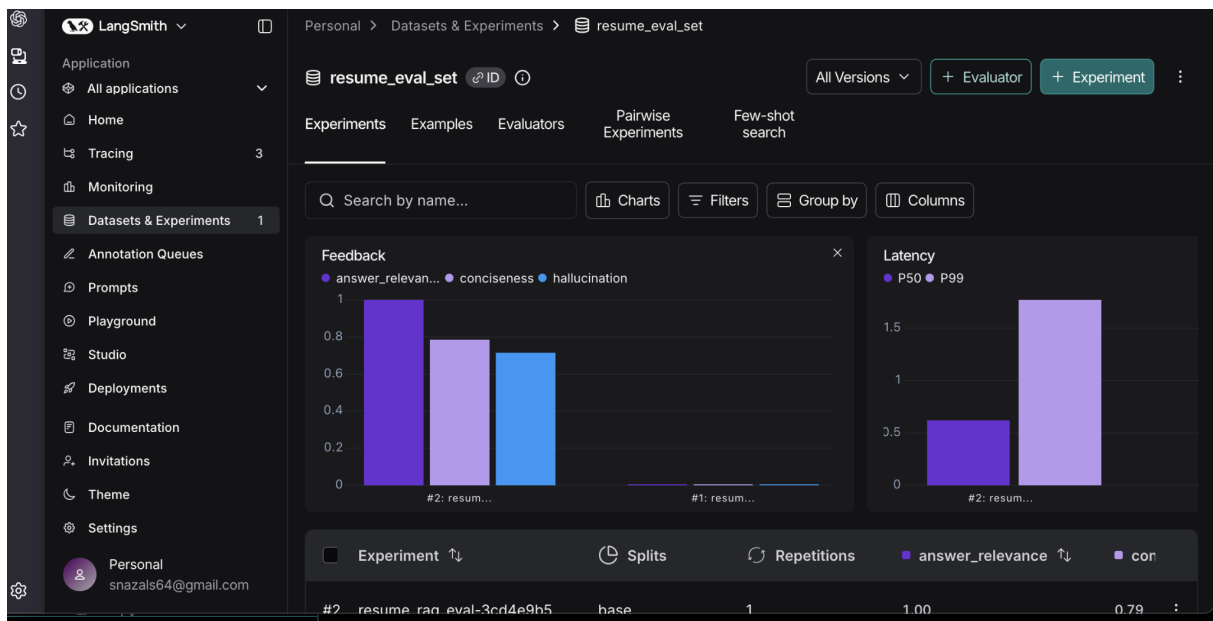 LangSmith
Application
All applications
Home
Tracing 3
Monitoring
Datasets & Experiments 1
Annotation Queues
Prompts
Playground
Studio
Deployments
Documentation
Invitations
Theme
Settings
Personal
snazals64@gmail.com
Personal > Datasets & Experiments > resume_eval_set
resume_eval_set ID
All Versions + Evaluator + Experiment
Experiments Examples Evaluators Pairwise Experiments Few-shot search
Search by name... Charts Filters Group by Columns
Feedback
answer_relevan... conciseness hallucination
1
0.8
0.6
0.4
0.2
0
#2: resum... #1: resum...
Latency
P50 P99
1.5
1
0.5
0
#2: resum...
Experiment Splits Repetitions answer_relevance con
#2 resume_rag_eval-3cd4e9b5 base 1 1.00 0.79